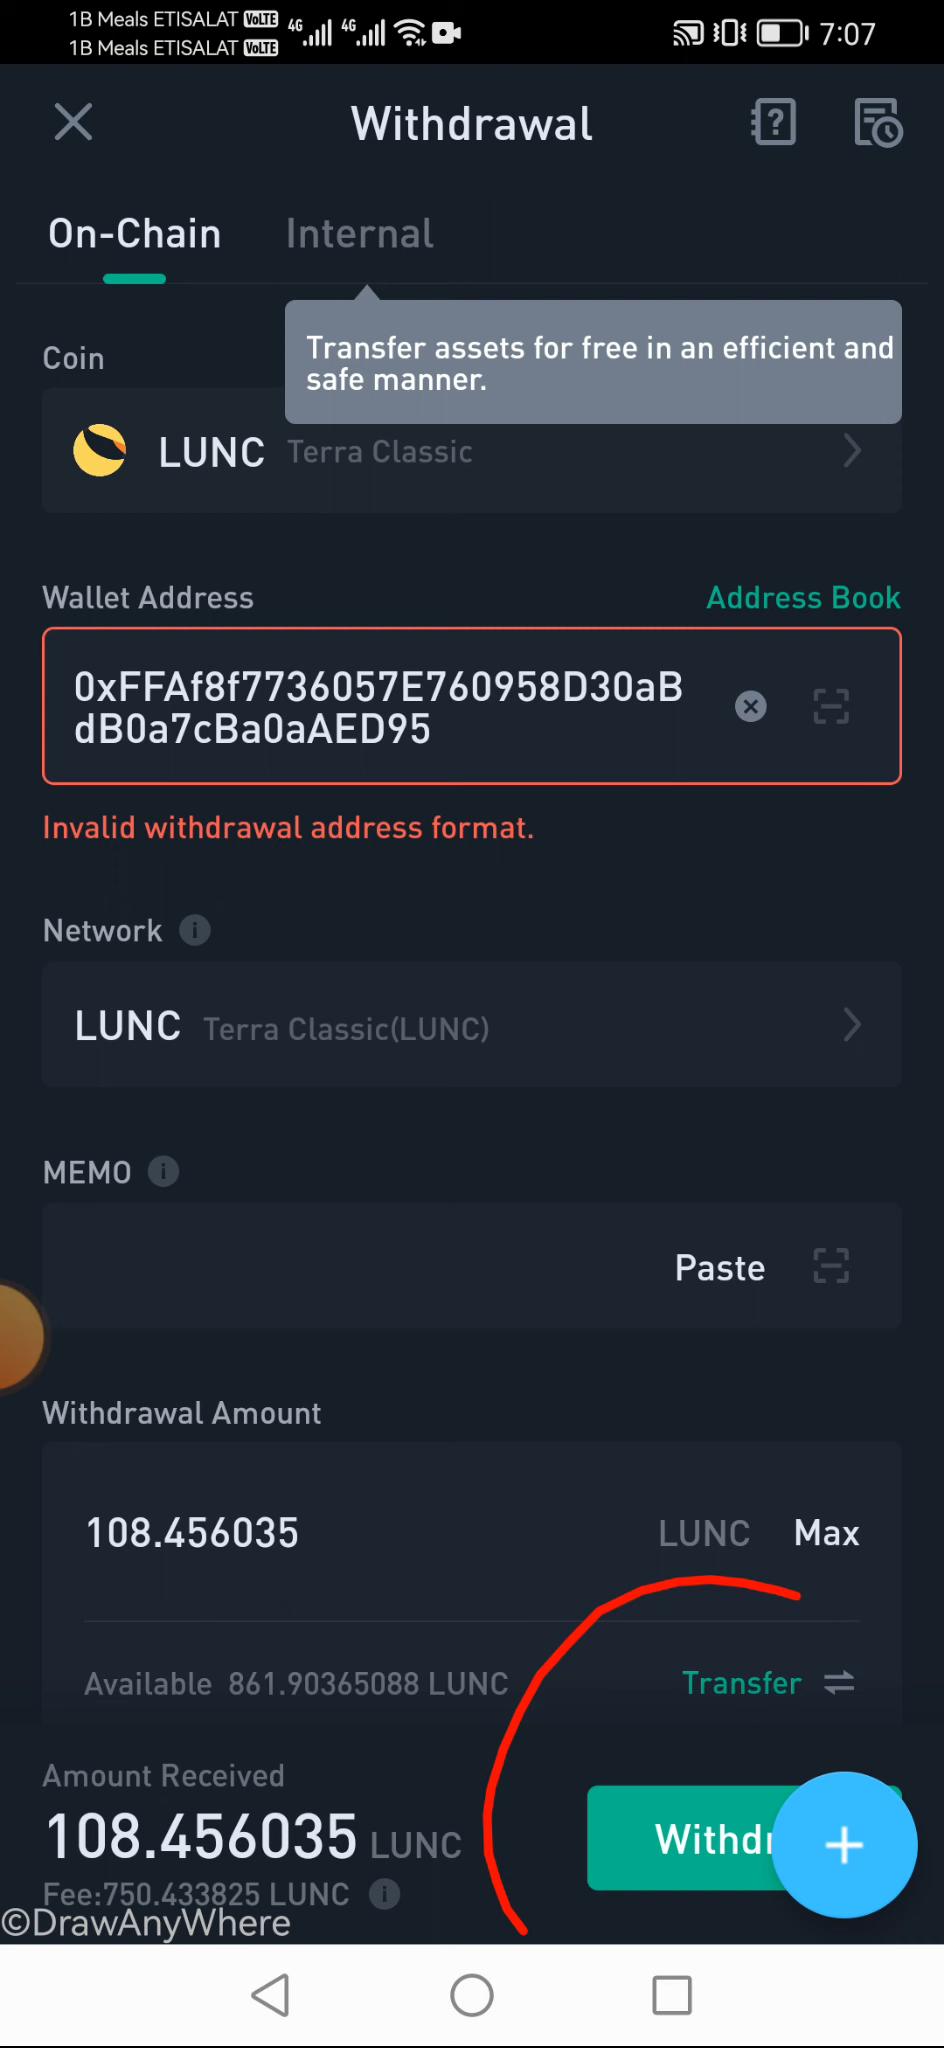 1B Meals ETISALAT VoLTE 4G 4G 7:07
1B Meals ETISALAT VoLTE
Withdrawal
On-Chain Internal
Transfer assets for free in an efficient and
safe manner.
Coin
LUNC Terra Classic
Wallet Address Address Book
0xFFAf8f7736057E760958D30aB
dB0a7cBa0aAED95
Invalid withdrawal address format.
Network
LUNC Terra Classic(LUNC)
MEMO
Paste
Withdrawal Amount
108.456035 LUNC Max
Available 861.90365088 LUNC Transfer
Amount Received
108.456035 LUNC
Withdr
Fee:750.433825 LUNC
©DrawAnyWhere